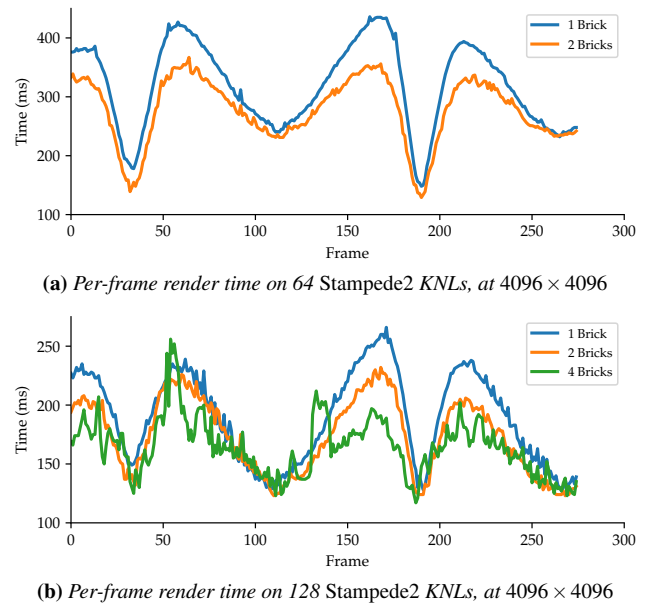 400
300
200
100
Time (ms)
1 Brick
2 Bricks
0 50 100 150 200 250 300
Frame
(a) Per-frame render time on 64 Stampede2 KNLs, at 4096 × 4096
250
200
150
100
Time (ms)
1 Brick
2 Bricks
4 Bricks
0 50 100 150 200 250 300
Frame
(b) Per-frame render time on 128 Stampede2 KNLs, at 4096 × 4096